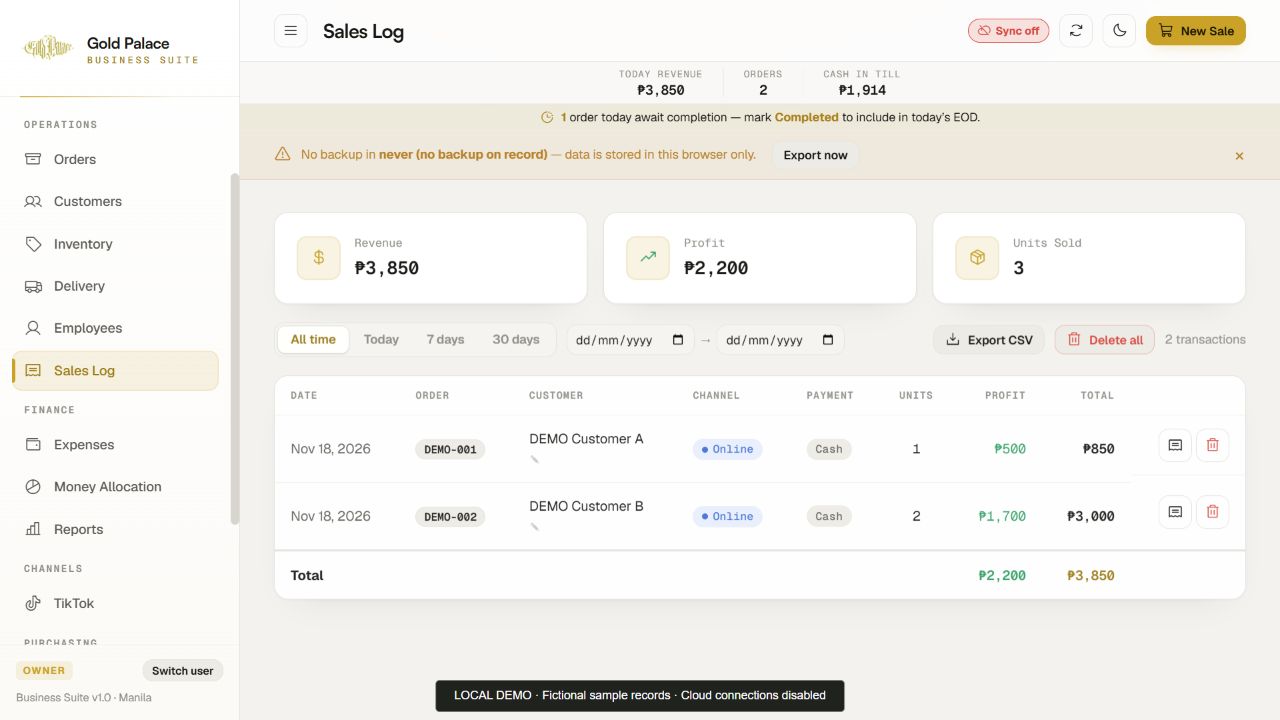 Gold Palace
BUSINESS SUITE
Sales Log
Sync off
New Sale
TODAY REVENUE
₱3,850
ORDERS
2
CASH IN TILL
₱1,914
1 order today await completion — mark Completed to include in today's EOD.
No backup in never (no backup on record) — data is stored in this browser only.
Export now
×
OPERATIONS
Orders
Customers
Inventory
Delivery
Employees
Sales Log
FINANCE
Expenses
Money Allocation
Reports
CHANNELS
TikTok
PURCHASING
OWNER
Switch user
Business Suite v1.0 · Manila
Revenue
₱3,850
Profit
₱2,200
Units Sold
3
All time Today 7 days 30 days dd/mm/yyyy → dd/mm/yyyy Export CSV Delete all 2 transactions
DATE ORDER CUSTOMER CHANNEL PAYMENT UNITS PROFIT TOTAL
Nov 18, 2026 DEMO-001 DEMO Customer A Online Cash 1 ₱500 ₱850
Nov 18, 2026 DEMO-002 DEMO Customer B Online Cash 2 ₱1,700 ₱3,000
Total ₱2,200 ₱3,850
LOCAL DEMO · Fictional sample records · Cloud connections disabled